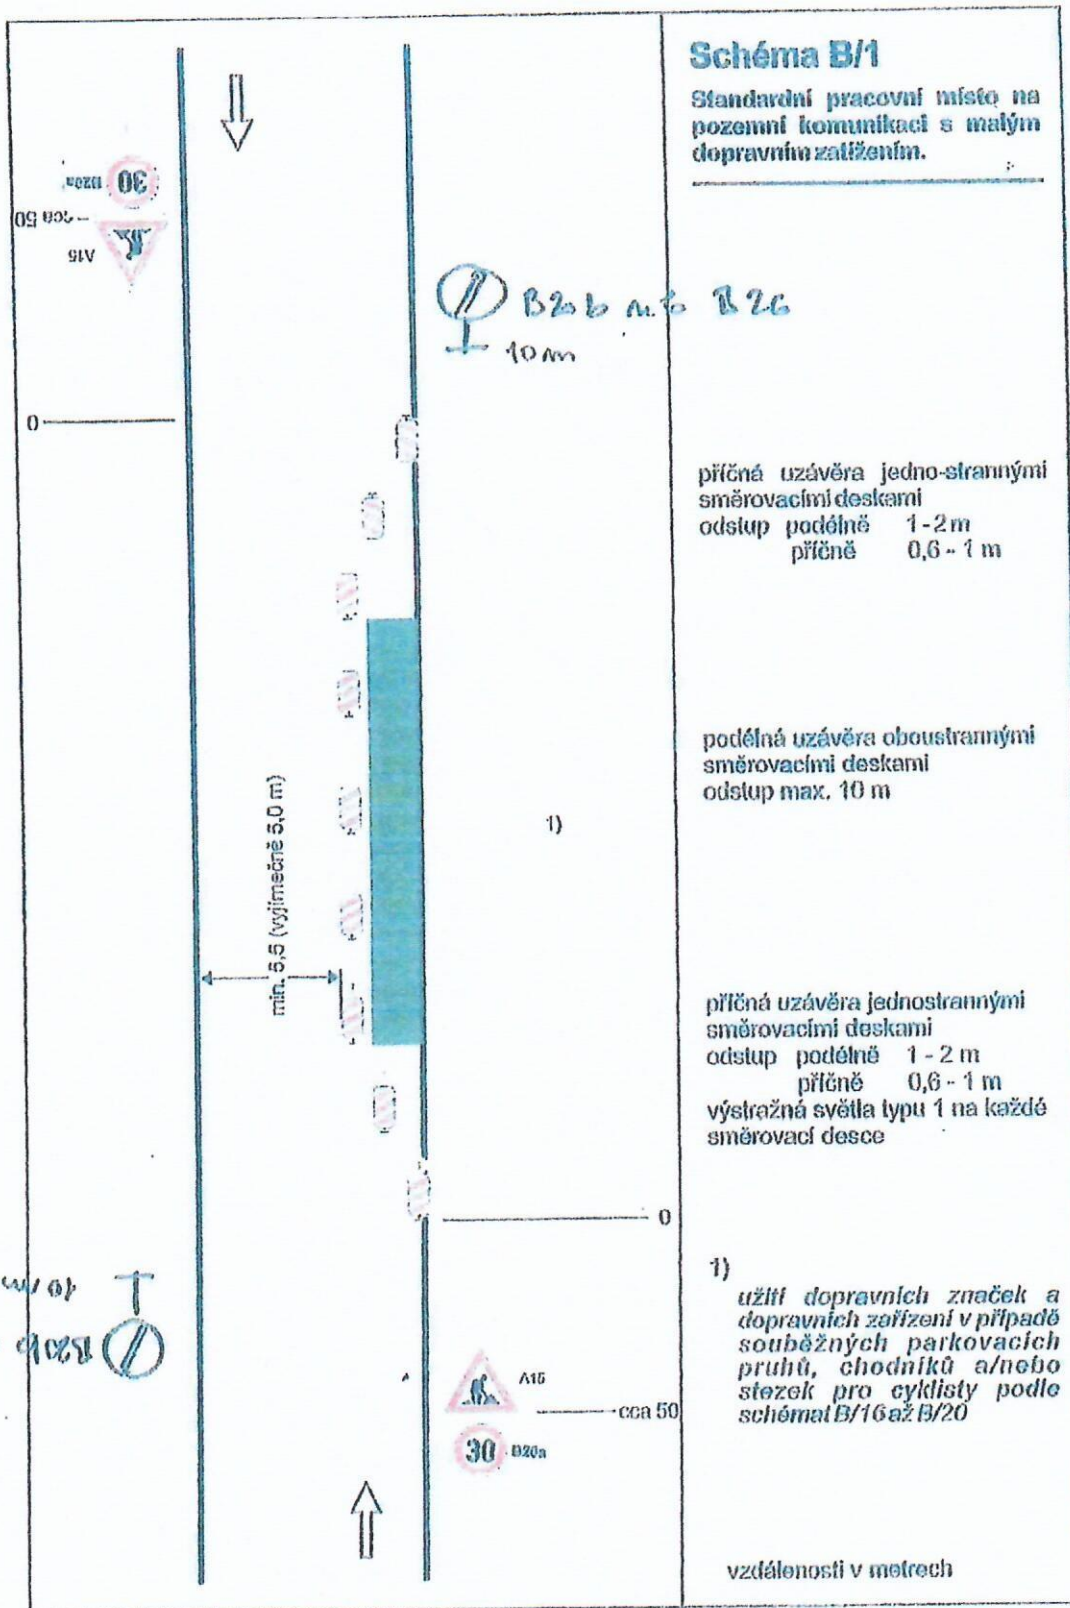 Schéma B/1
Standardní pracovní místo na
pozemní komunikaci s malým
dopravním zatížením.
30 B20a
cca 50
A15
B20b B26
10 m
0
příčná uzávěra jedno-strannými
směrovacími deskami
odstup podélně 1-2 m
příčně 0,6 - 1 m
podélná uzávěra oboustrannými
směrovacími deskami
odstup max. 10 m
min. 5,5 (vyjímečně 5,0 m)
1)
příčná uzávěra jednostrannými
směrovacími deskami
odstup podélně 1 - 2 m
příčně 0,6 - 1 m
výstražná světla typu 1 na každé
směrovací desce
0
10 m
B20b
A15
cca 50
30 B20a
1)
užití dopravních značek a
dopravních zařízení v případě
souběžných parkovacích
pruhů, chodníků a/nebo
stezek pro cyklisty podle
schémat B/16 až B/20
vzdálenosti v metrech